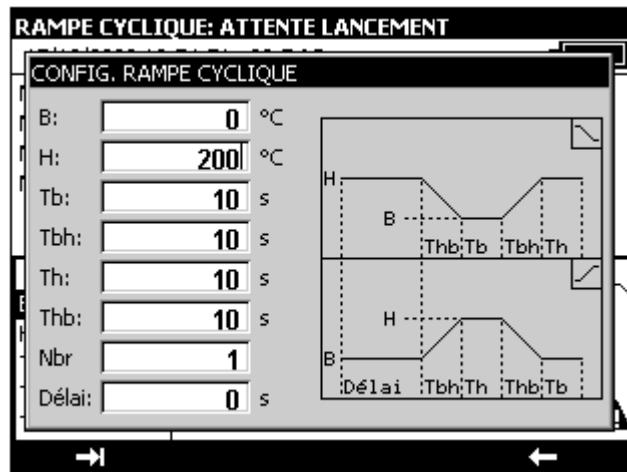 RAMPE CYCLIQUE: ATTENTE LANCEMENT
CONFIG. RAMPE CYCLIQUE
B: 0 °C
H: 200 °C
Tb: 10 s
Tbh: 10 s
Th: 10 s
Thb: 10 s
Nbr 1
Délai: 0 s
H
B
Thb Tb Tbh Th
H
B
Délai Tbh Th Thb Tb